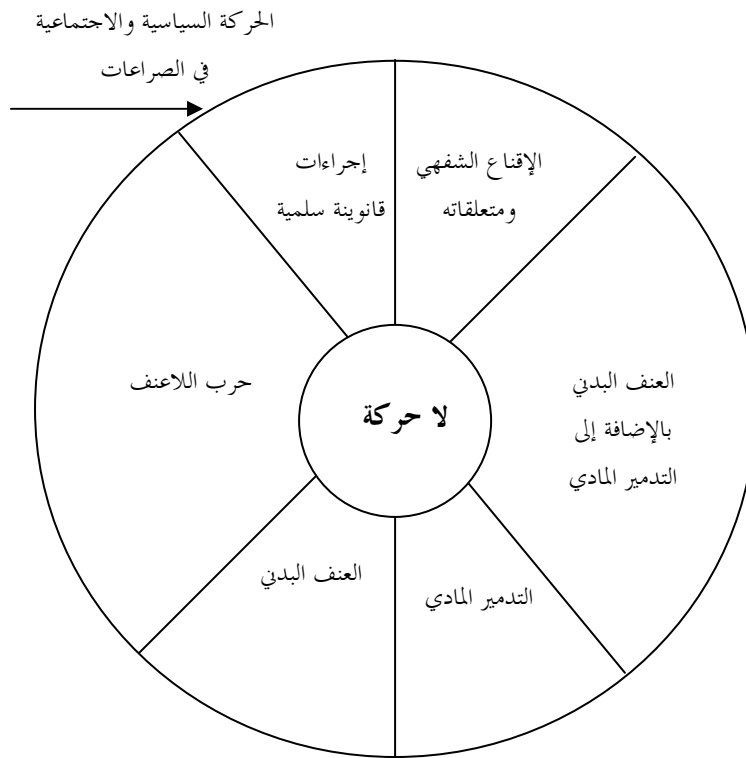 الحركة السياسية والاجتماعية
في الصراعات
الإقناع الشفهي
ومتعلقاته
إجراءات
قانوينة سلمية
العنف البدني
بالإضافة إلى
التدمير المادي
حرب اللاعنف
لا حركة
العنف البدني
التدمير المادي